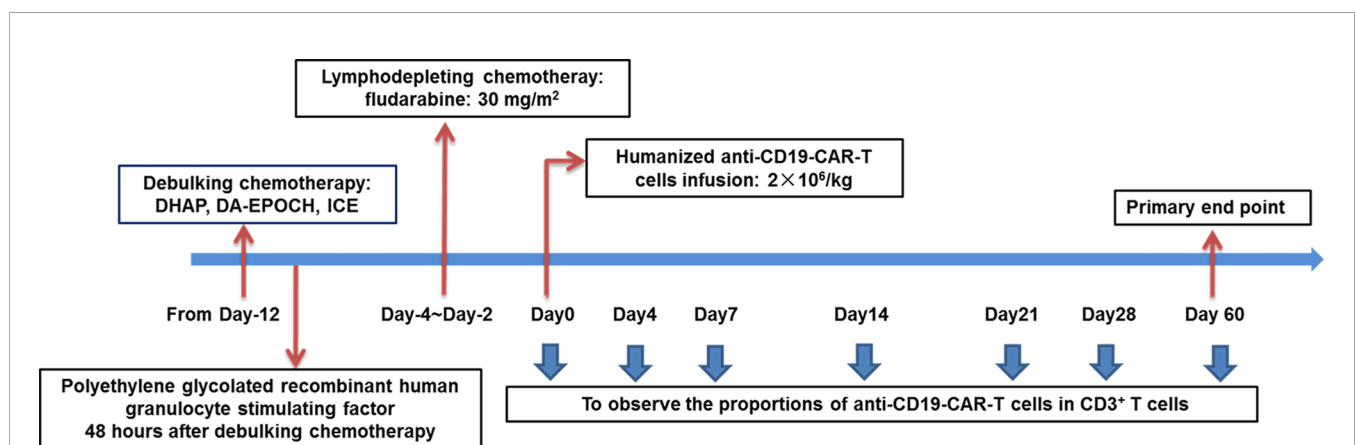 Lymphodepleting chemotheray:
fludarabine: 30 mg/m²
Humanized anti-CD19-CAR-T
cells infusion: 2×10⁶/kg
Debulking chemotherapy:
DHAP, DA-EPOCH, ICE
Primary end point
From Day-12
Day-4~Day-2
Day0
Day4
Day7
Day14
Day21
Day28
Day 60
Polyethylene glycolated recombinant human
granulocyte stimulating factor
48 hours after debulking chemotherapy
To observe the proportions of anti-CD19-CAR-T cells in CD3⁺ T cells